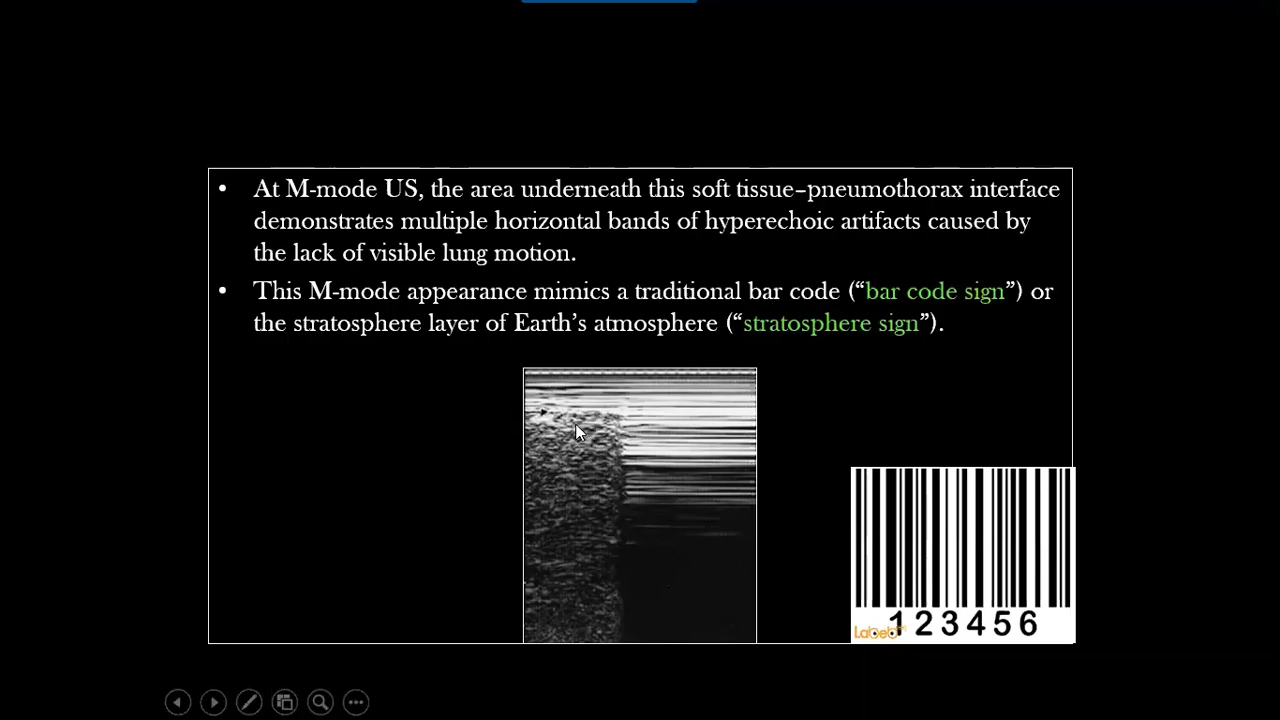 • At M-mode US, the area underneath this soft tissue–pneumothorax interface
demonstrates multiple horizontal bands of hyperechoic artifacts caused by
the lack of visible lung motion.
• This M-mode appearance mimics a traditional bar code (“bar code sign”) or
the stratosphere layer of Earth’s atmosphere (“stratosphere sign”).
123456
Labeb